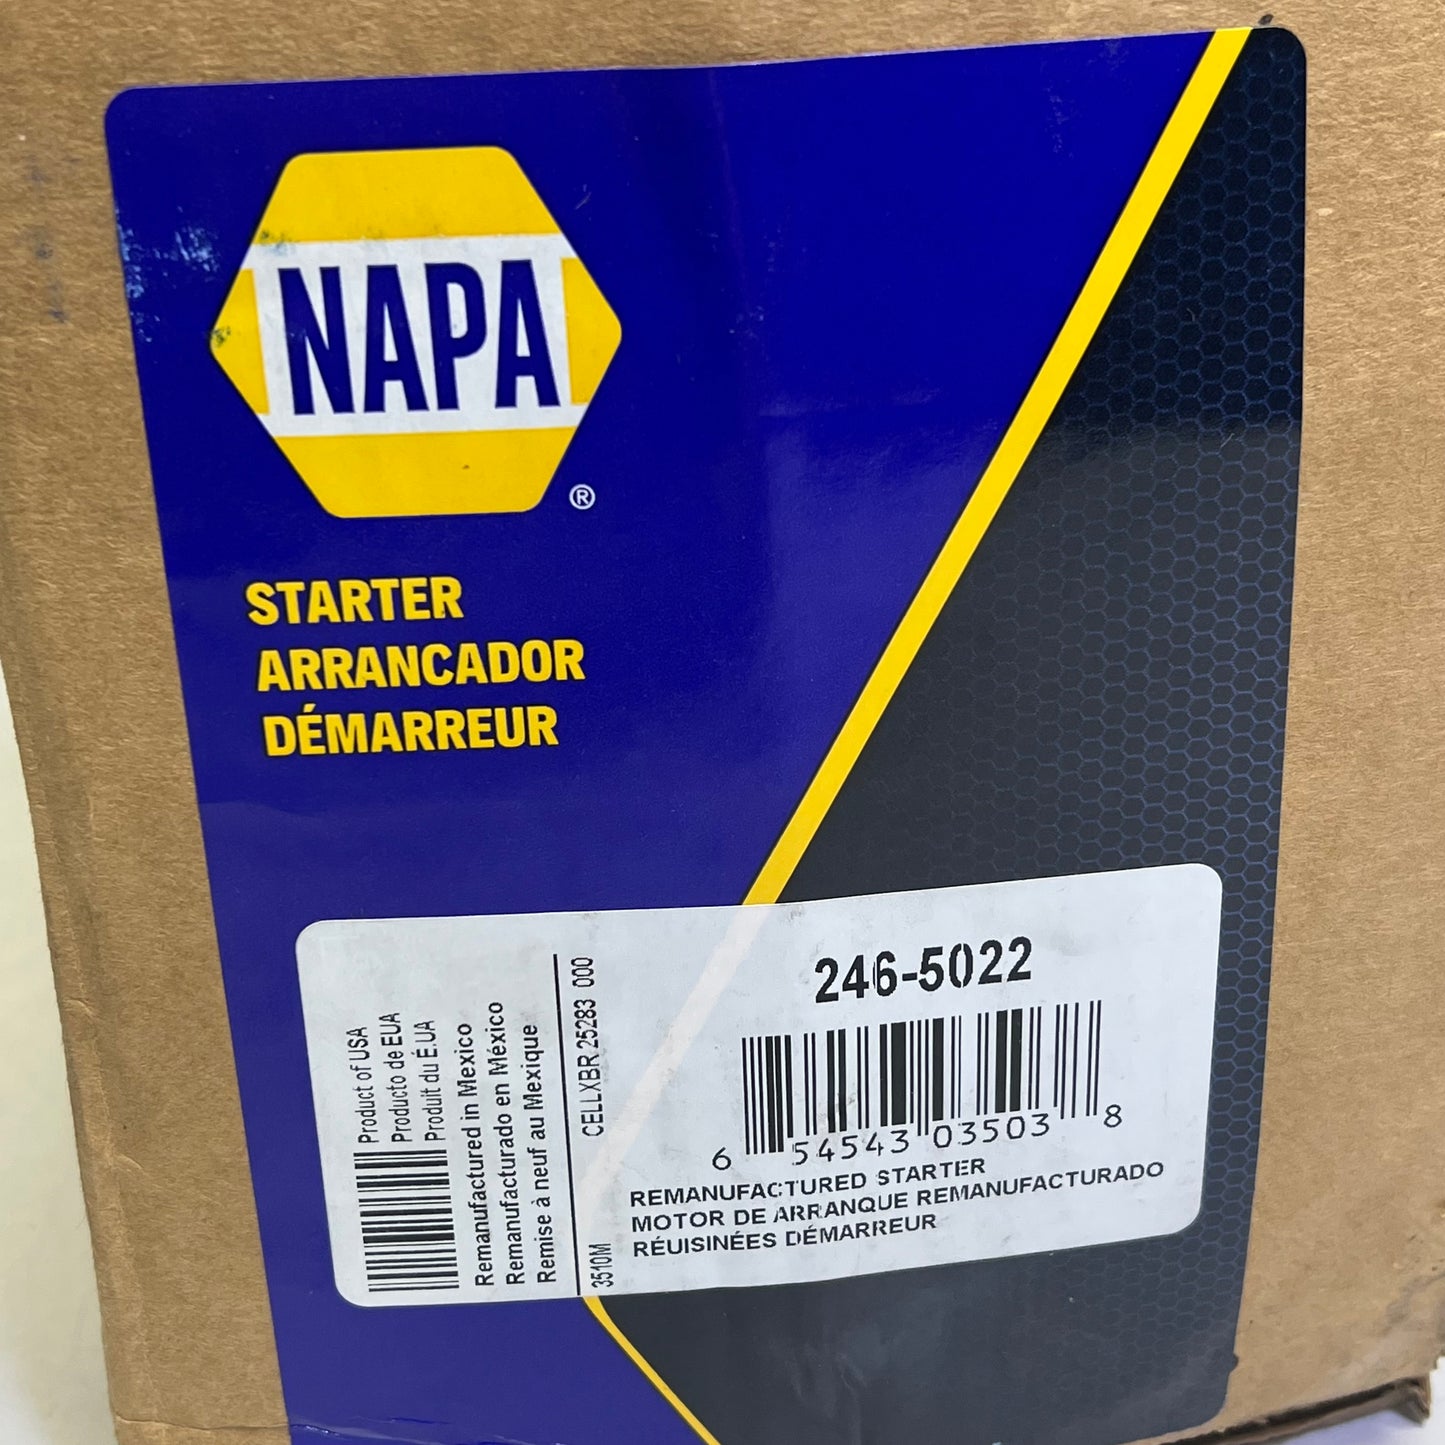 NAPA
®
STARTER
ARRANCADOR
DÉMARREUR
Product of USA
Producto de EUA
Produit du É.UA
Remanufactured in Mexico
Remanufacturado en México
Remise à neuf au Mexique
CELLXBR 25283 000
3510M
246-5022
6 54543 03503 8
REMANUFACTURED STARTER
MOTOR DE ARRANQUE REMANUFACTURADO
RÉUISINÉES DÉMARREUR